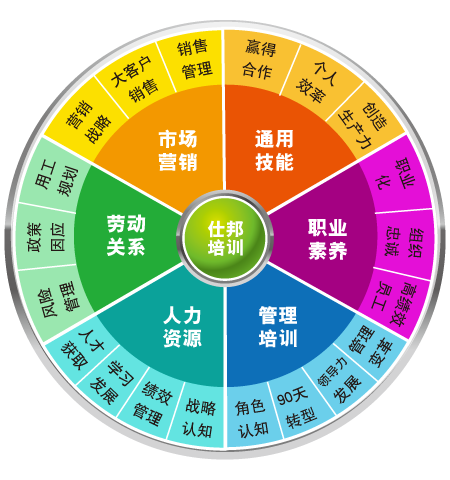 仕邦
培训
通用
技能
赢得
合作
个人
效率
创造
生产力
职业
素养
职业
化
组织
忠诚
高绩效
员工
管理
培训
管理
变革
领导力
发展
90天
转型
角色
认知
人力
资源
战略
认知
绩效
管理
学习
发展
人才
获取
劳动
关系
风险
管理
政策
因应
用工
规划
市场
营销
营销
战略
大客户
销售
销售
管理